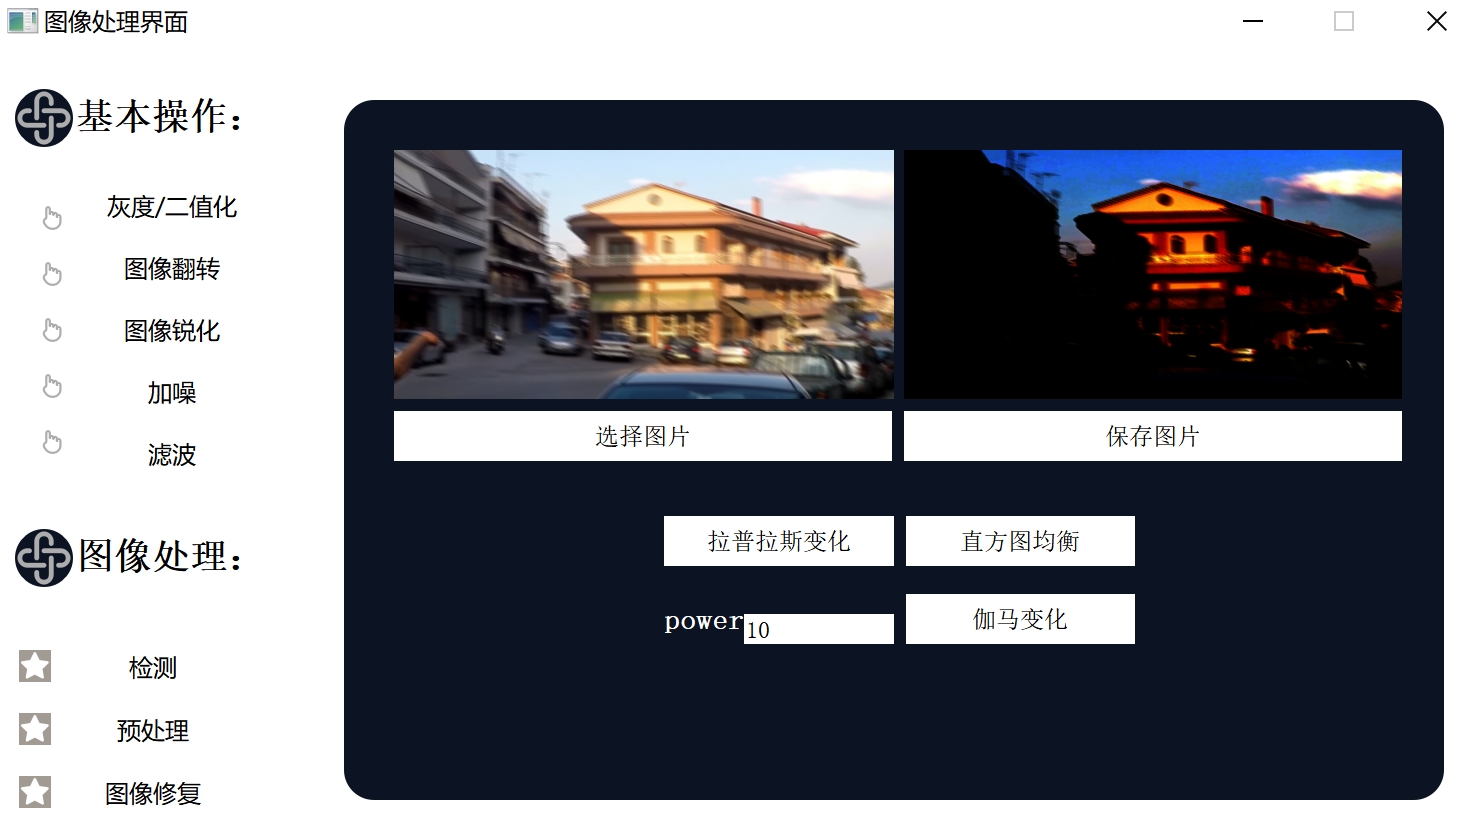 图像处理界面
基本操作：
灰度/二值化
图像翻转
图像锐化
加噪
滤波
图像处理：
检测
预处理
图像修复
选择图片
保存图片
拉普拉斯变化
直方图均衡
power
10
伽马变化